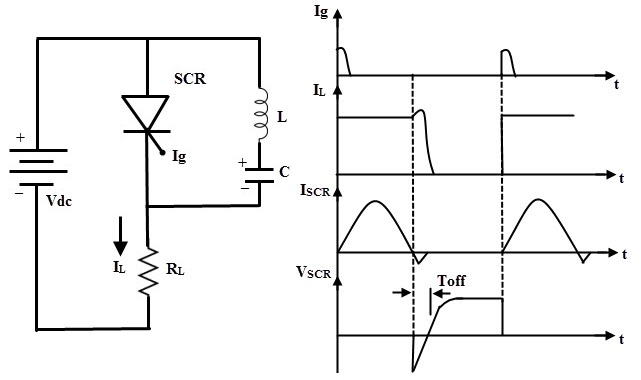 SCR
L
Ig
+
C
−
+
−
Vdc
IL
RL
Ig
t
IL
t
ISCR
t
VSCR
Toff
t